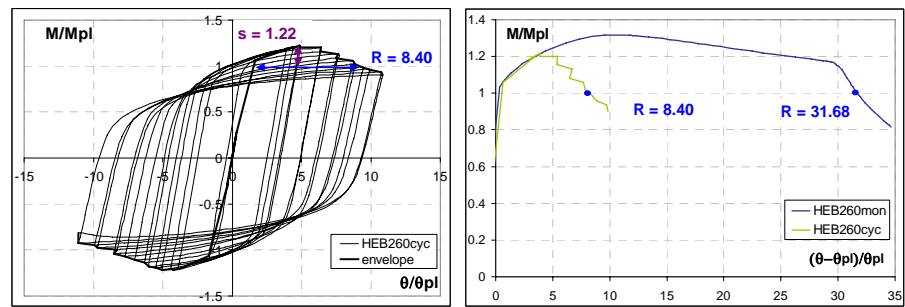 M/Mpl
s = 1.22
R = 8.40
1.5
1
0.5
0
-0.5
-1
-1.5
-15
-10
-5
0
5
10
15
HEB260cyc
envelope
θ/θpl
M/Mpl
1.4
1.2
1
0.8
0.6
0.4
0.2
0
0
5
10
15
20
25
30
35
R = 8.40
R = 31.68
HEB260mon
HEB260cyc
(θ-θpl)/θpl